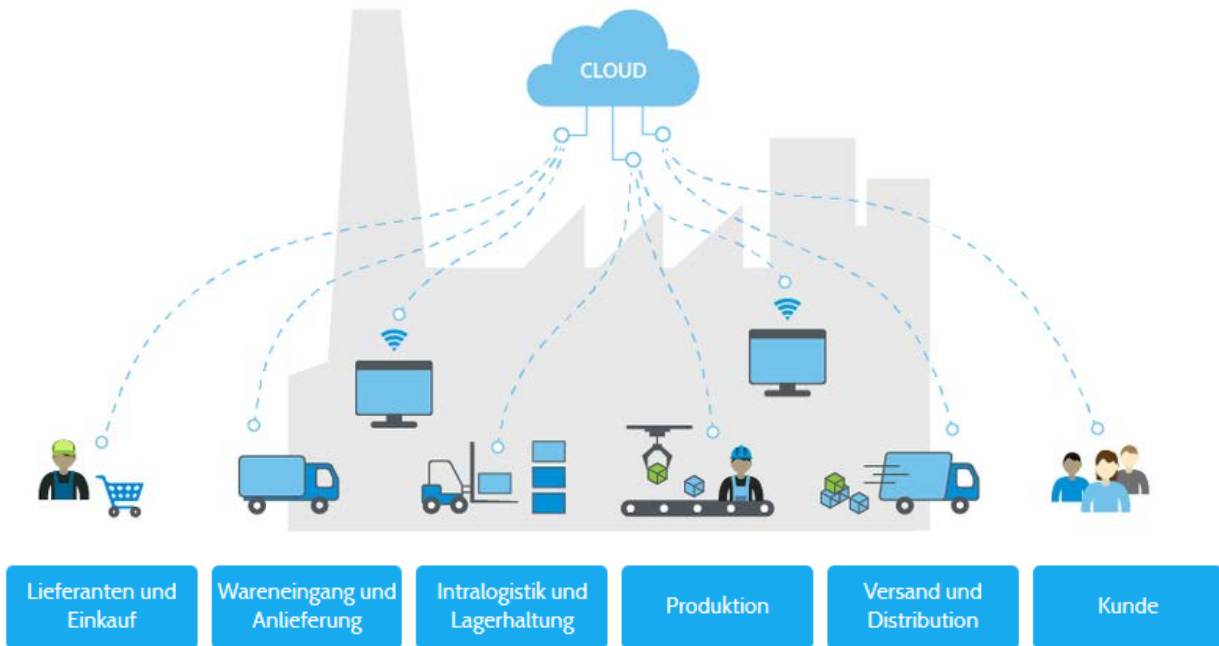 CLOUD
Lieferanten und
Einkauf
Wareneingang und
Anlieferung
Intralogistik und
Lagerhaltung
Produktion
Versand und
Distribution
Kunde